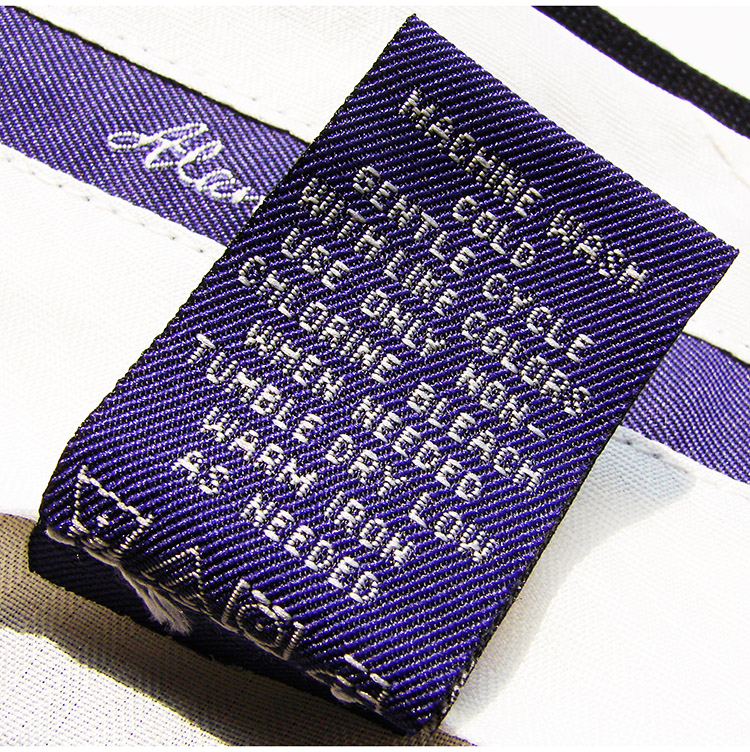 MACHINE WASH
COLD
GENTLE CYCLE
WITH LIKE COLORS
USE ONLY NON-
CHLORINE BLEACH
WHEN NEEDED
TUMBLE DRY LOW
WARM IRON
AS NEEDED